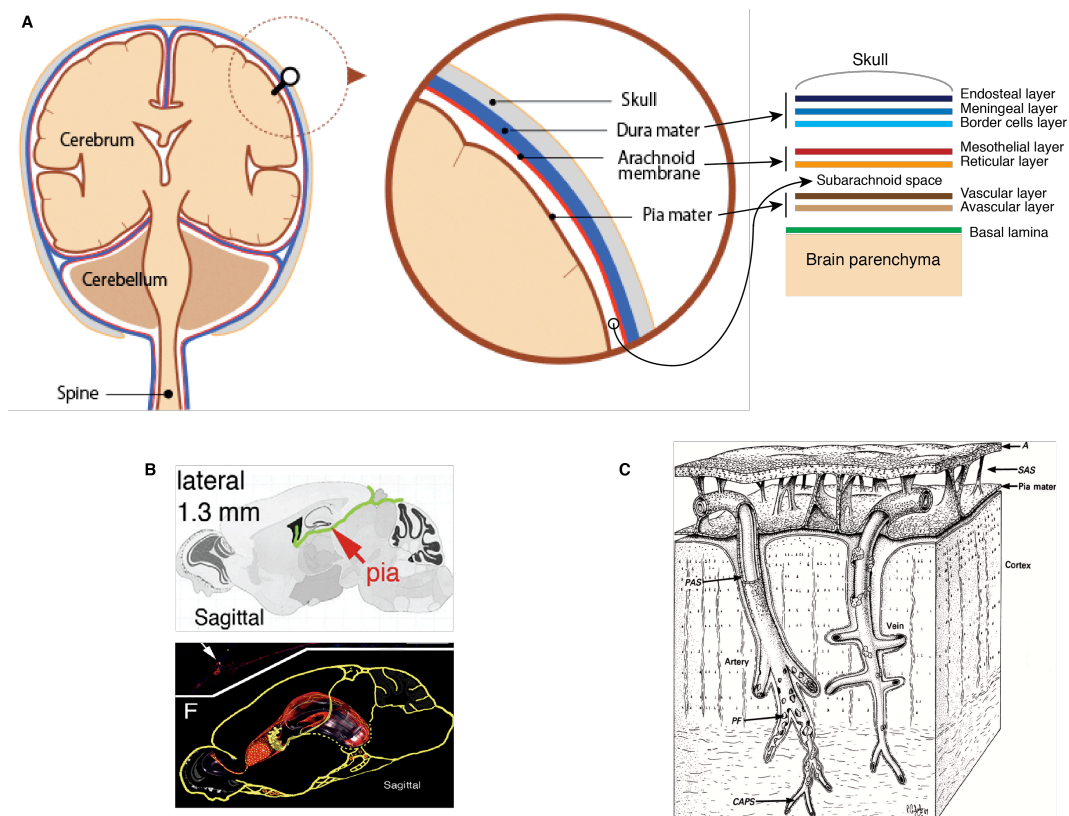 A
Cerebrum
Cerebellum
Spine
Skull
Dura mater
Arachnoid
membrane
Pia mater
Skull
Endosteal layer
Meningeal layer
Border cells layer
Mesothelial layer
Reticular layer
Subarachnoid space
Vascular layer
Avascular layer
Basal lamina
Brain parenchyma
B
lateral
1.3 mm
pia
Sagittal
F
Sagittal
C
A
SAS
Pia mater
Cortex
PAS
Vein
Artery
PF
CAPS